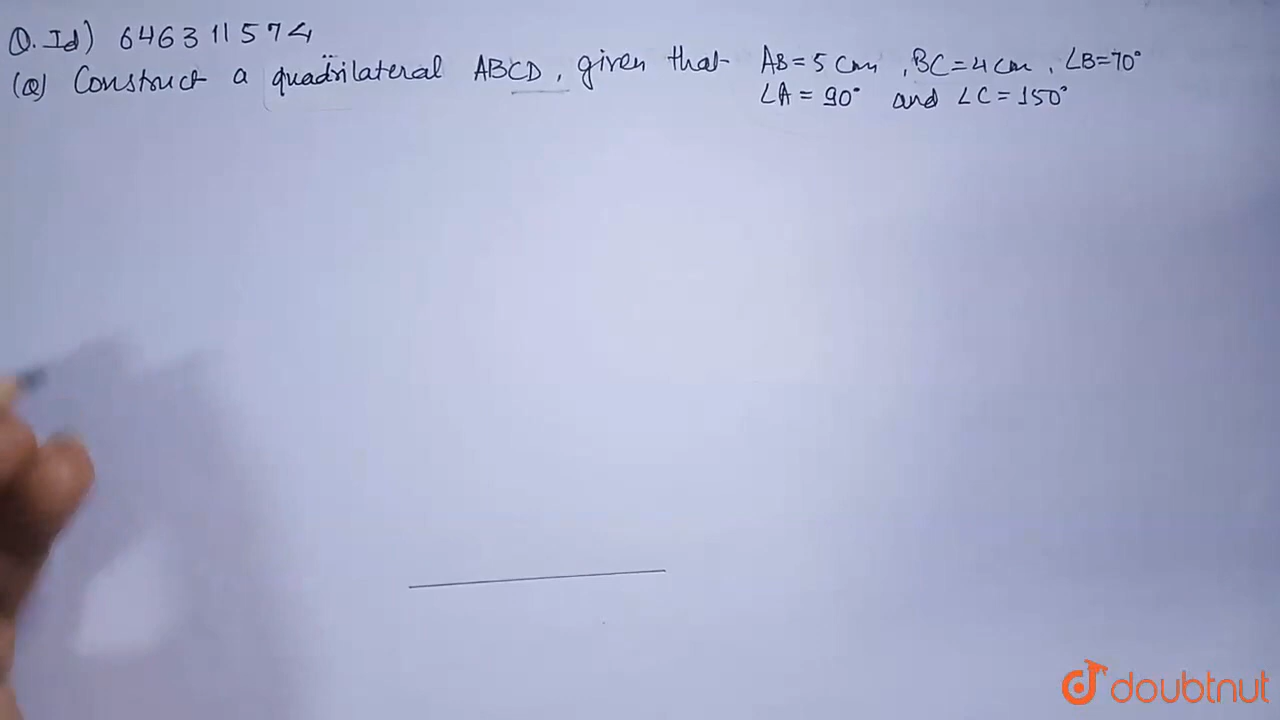 Q. Id) 646311574
(Q) Construct a quadrilateral ABCD, given that AB = 5 cm, BC = 4 cm, ∠B = 70°
∠A = 90° and ∠C = 150°
doubtnut